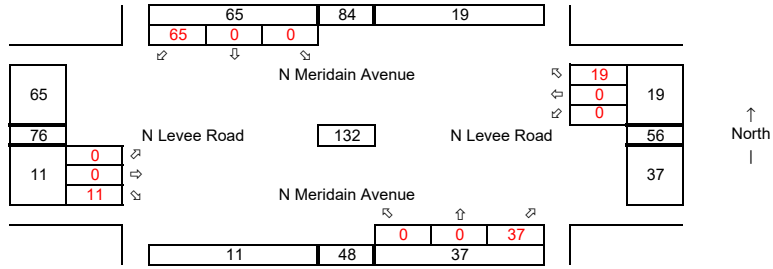 65 84 19
65 0 0
N Meridain Avenue
19
65 0 19
0
76 N Levee Road 132 N Levee Road 56
↑
North
|
0
11 0 37
11
N Meridain Avenue
0 0 37
11 48 37